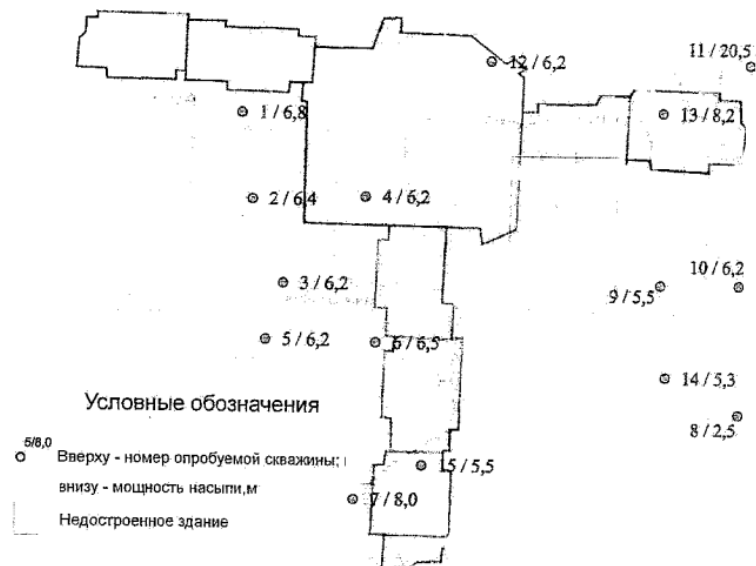 12 / 6,2
11 / 20,5
1 / 6,8
13 / 8,2
2 / 6,4
4 / 6,2
3 / 6,2
10 / 6,2
9 / 5,5
5 / 6,2
6 / 6,5
14 / 5,3
8 / 2,5
15 / 5,5
7 / 8,0
Условные обозначения
5/8,0
Вверху - номер опробуемой скважины;
внизу - мощность насыпи,м
Недостроенное здание